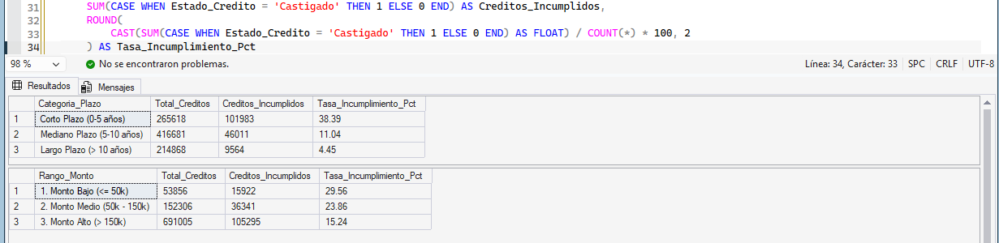 31 SUM(CASE WHEN Estado_Credito = 'Castigado' THEN 1 ELSE 0 END) AS Creditos_Incumplidos,
32 ROUND(
33 CAST(SUM(CASE WHEN Estado_Credito = 'Castigado' THEN 1 ELSE 0 END) AS FLOAT) / COUNT(*) * 100, 2
34 ) AS Tasa_Incumplimiento_Pct
98 % No se encontraron problemas. Línea: 34, Carácter: 33 SPC CRLF UTF-8
Resultados Mensajes
Categoria_Plazo Total_Creditos Creditos_Incumplidos Tasa_Incumplimiento_Pct
1 Corto Plazo (0-5 años) 265618 101983 38.39
2 Mediano Plazo (5-10 años) 416681 46011 11.04
3 Largo Plazo (> 10 años) 214868 9564 4.45
Rango_Monto Total_Creditos Creditos_Incumplidos Tasa_Incumplimiento_Pct
1 1. Monto Bajo (<= 50k) 53856 15922 29.56
2 2. Monto Medio (50k - 150k) 152306 36341 23.86
3 3. Monto Alto (> 150k) 691005 105295 15.24